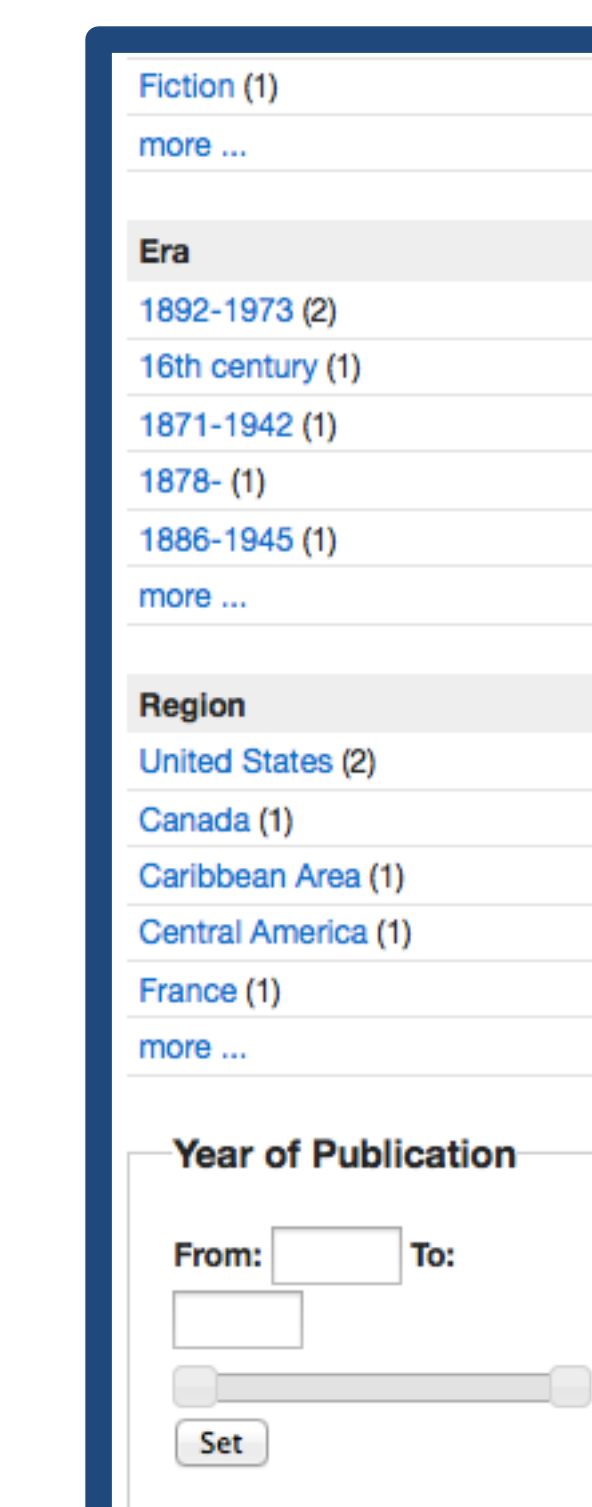 Fiction (1)
more ...
Era
1892-1973 (2)
16th century (1)
1871-1942 (1)
1878- (1)
1886-1945 (1)
more ...
Region
United States (2)
Canada (1)
Caribbean Area (1)
Central America (1)
France (1)
more ...
Year of Publication
From: To:
Set